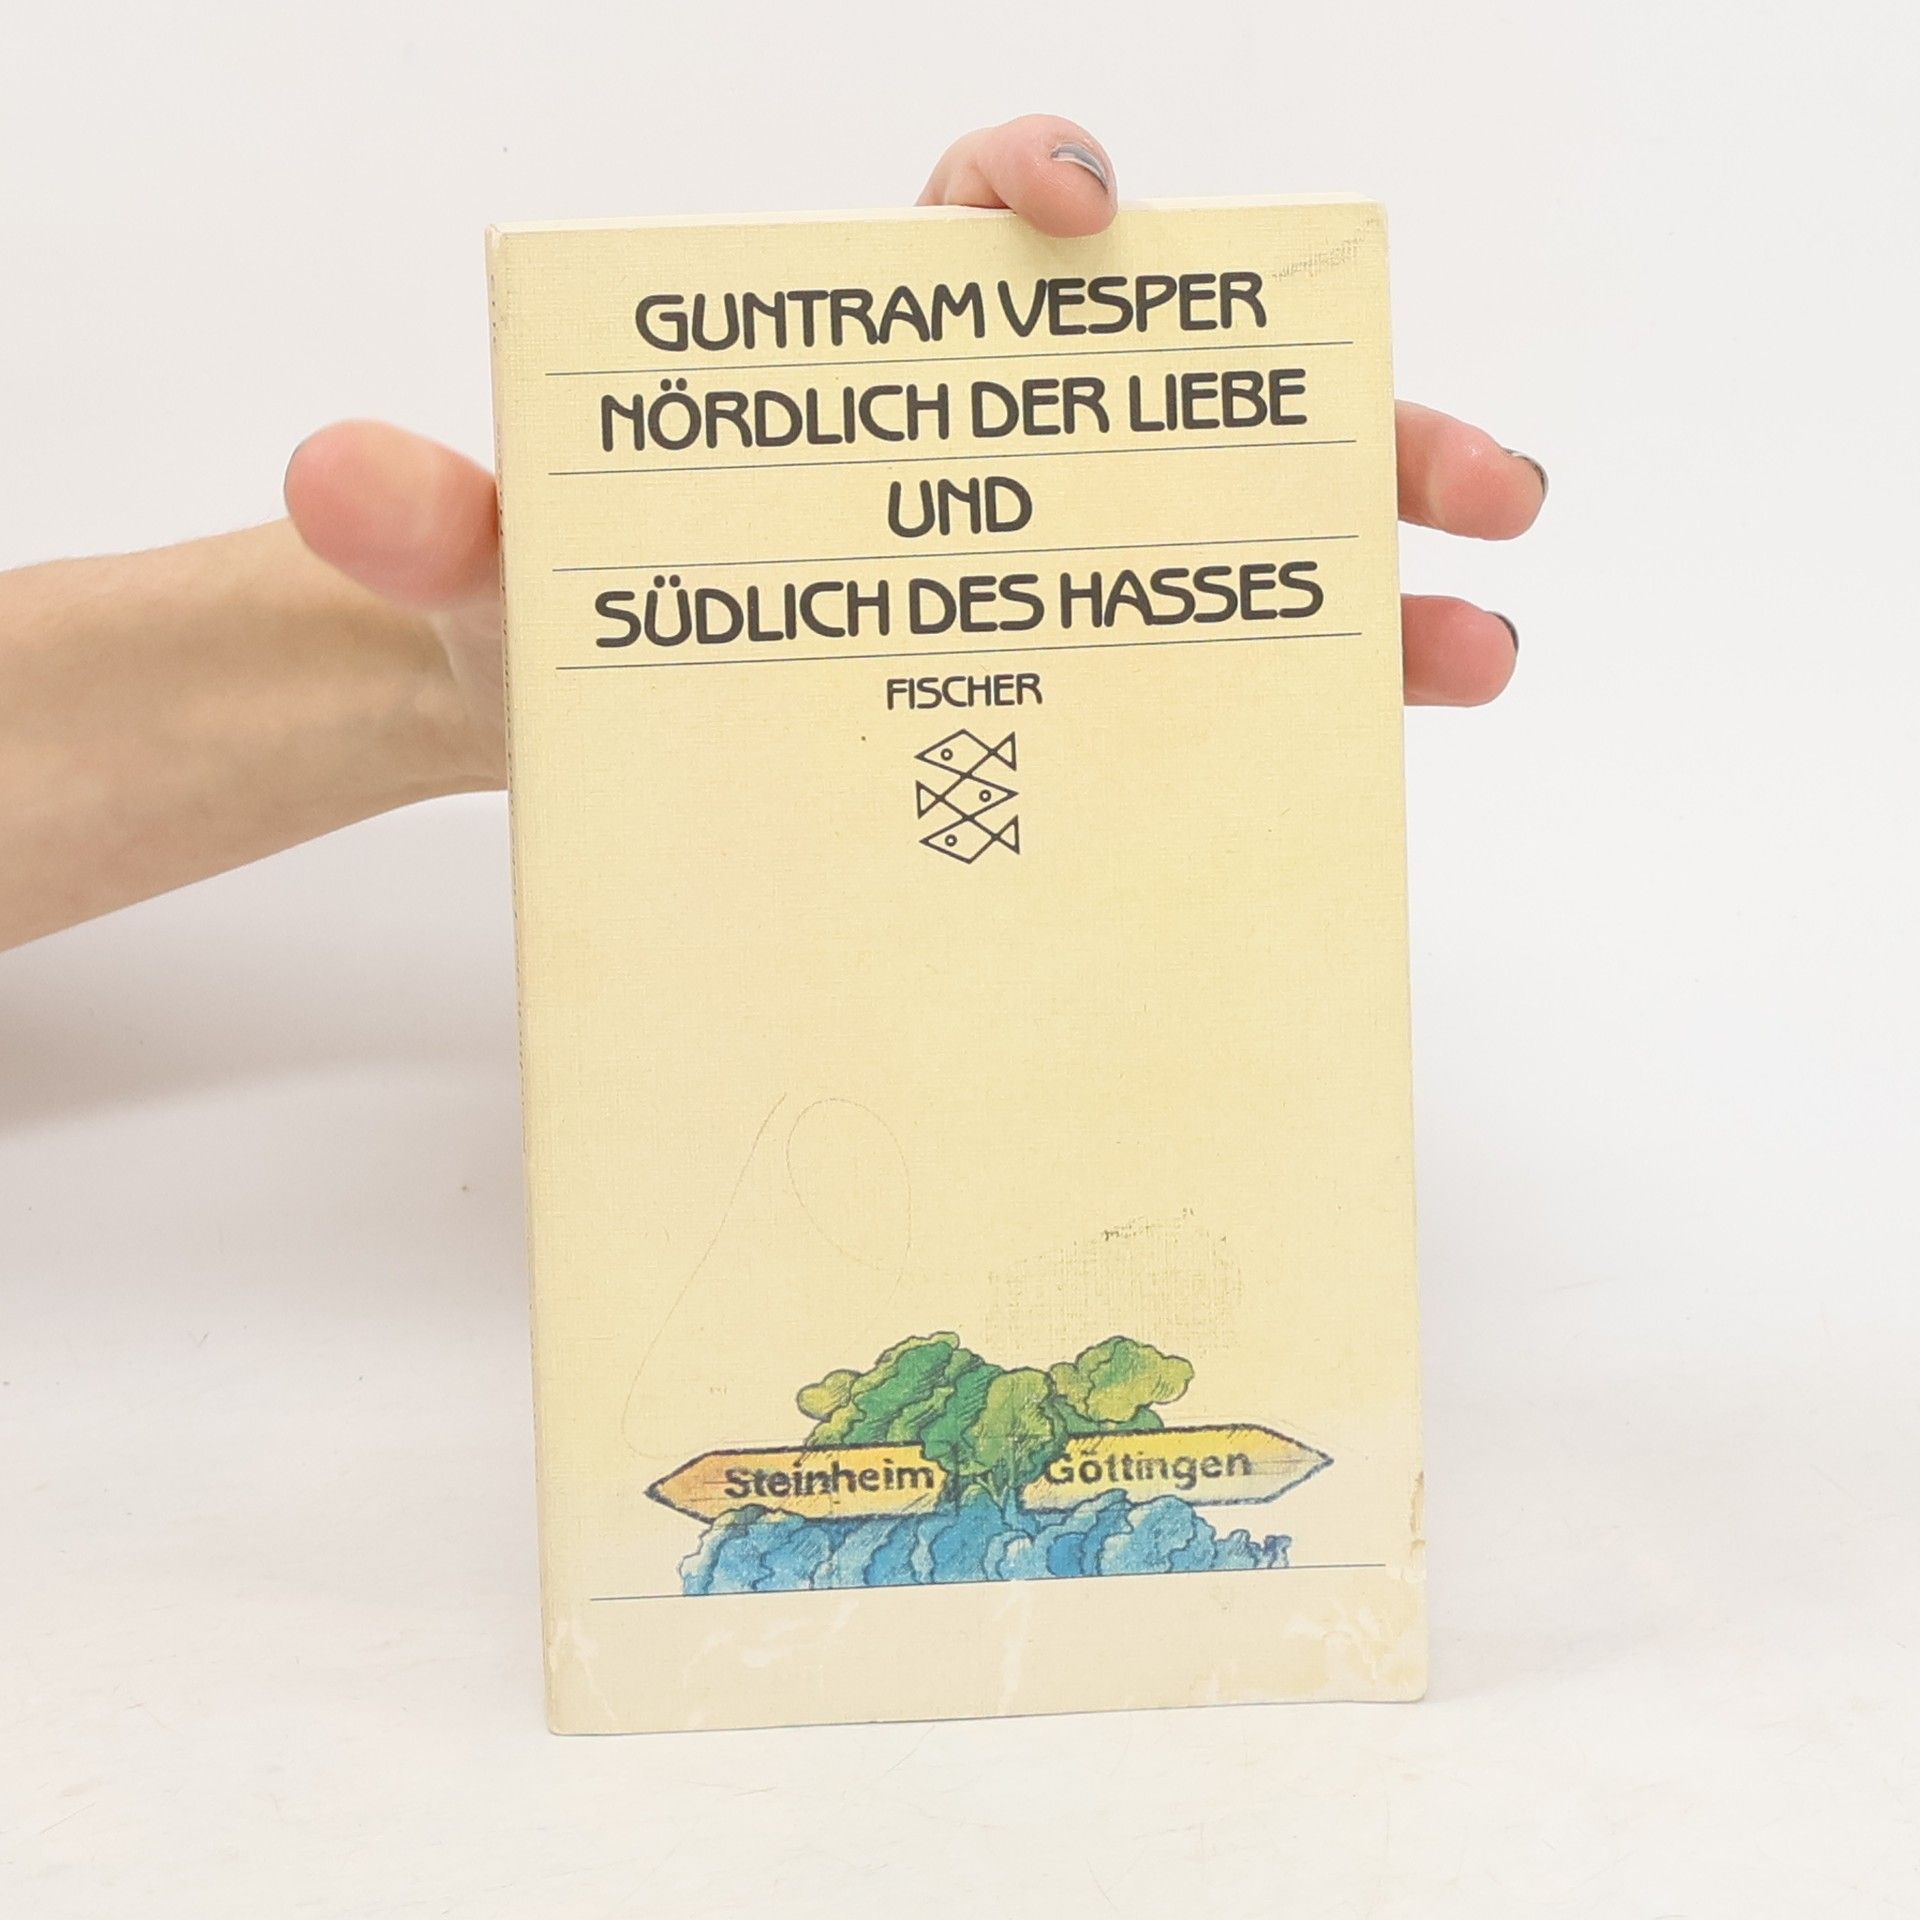 GUNTRAM VESPER
NÖRDLICH DER LIEBE
UND
SÜDLICH DES HASSES
FISCHER
Steinheim
Göttingen